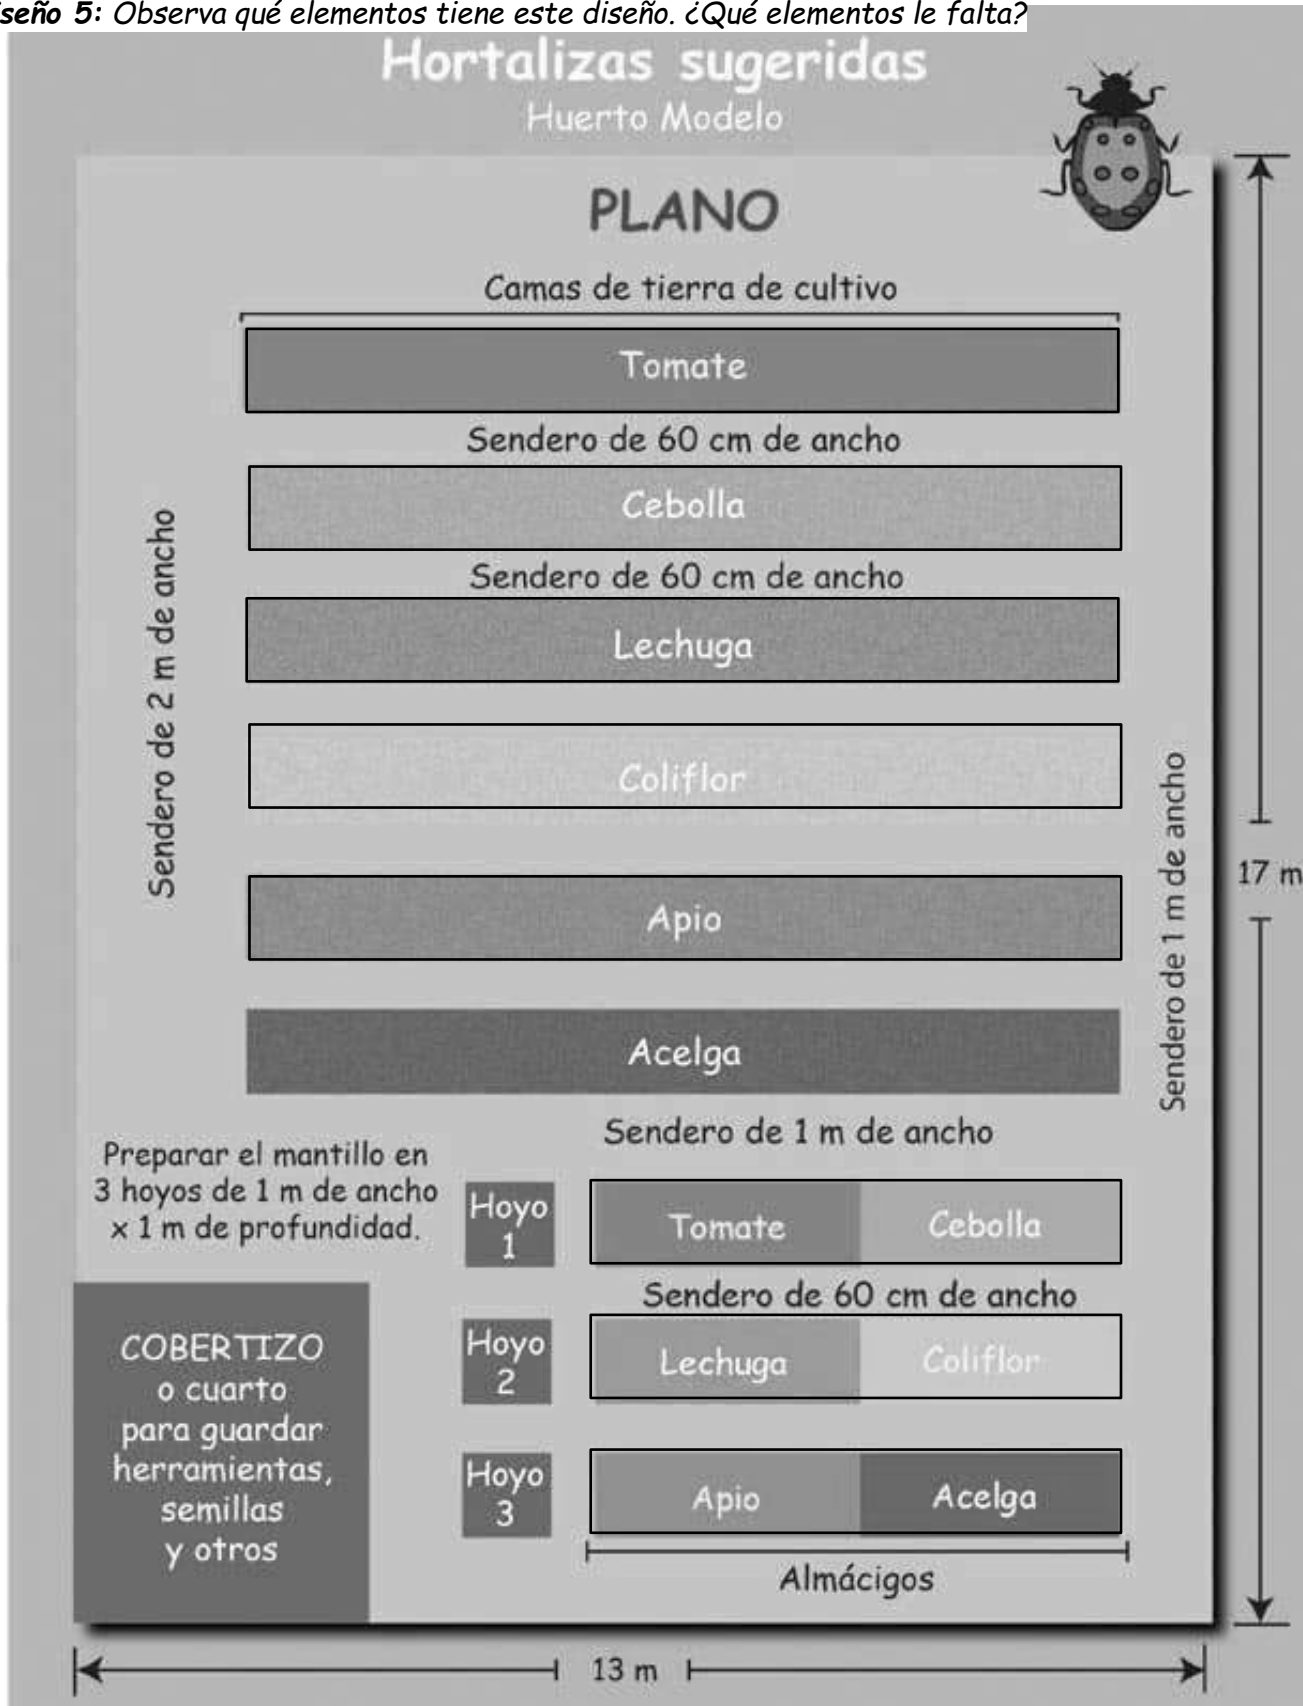 seño 5: Observa qué elementos tiene este diseño. ¿Qué elementos le falta?
Hortalizas sugeridas
Huerto Modelo
PLANO
Camas de tierra de cultivo
Tomate
Sendero de 60 cm de ancho
Cebolla
Sendero de 60 cm de ancho
Lechuga
Sendero de 2 m de ancho
Coliflor
Apio
Sendero de 1 m de ancho
17 m
Acelga
Sendero de 1 m de ancho
Preparar el mantillo en
3 hoyos de 1 m de ancho
x 1 m de profundidad.
Hoyo
1
Tomate
Cebolla
Sendero de 60 cm de ancho
Hoyo
2
Lechuga
Coliflor
COBERTIZO
o cuarto
para guardar
herramientas,
semillas
y otros
Hoyo
3
Apio
Acelga
Almácigos
13 m